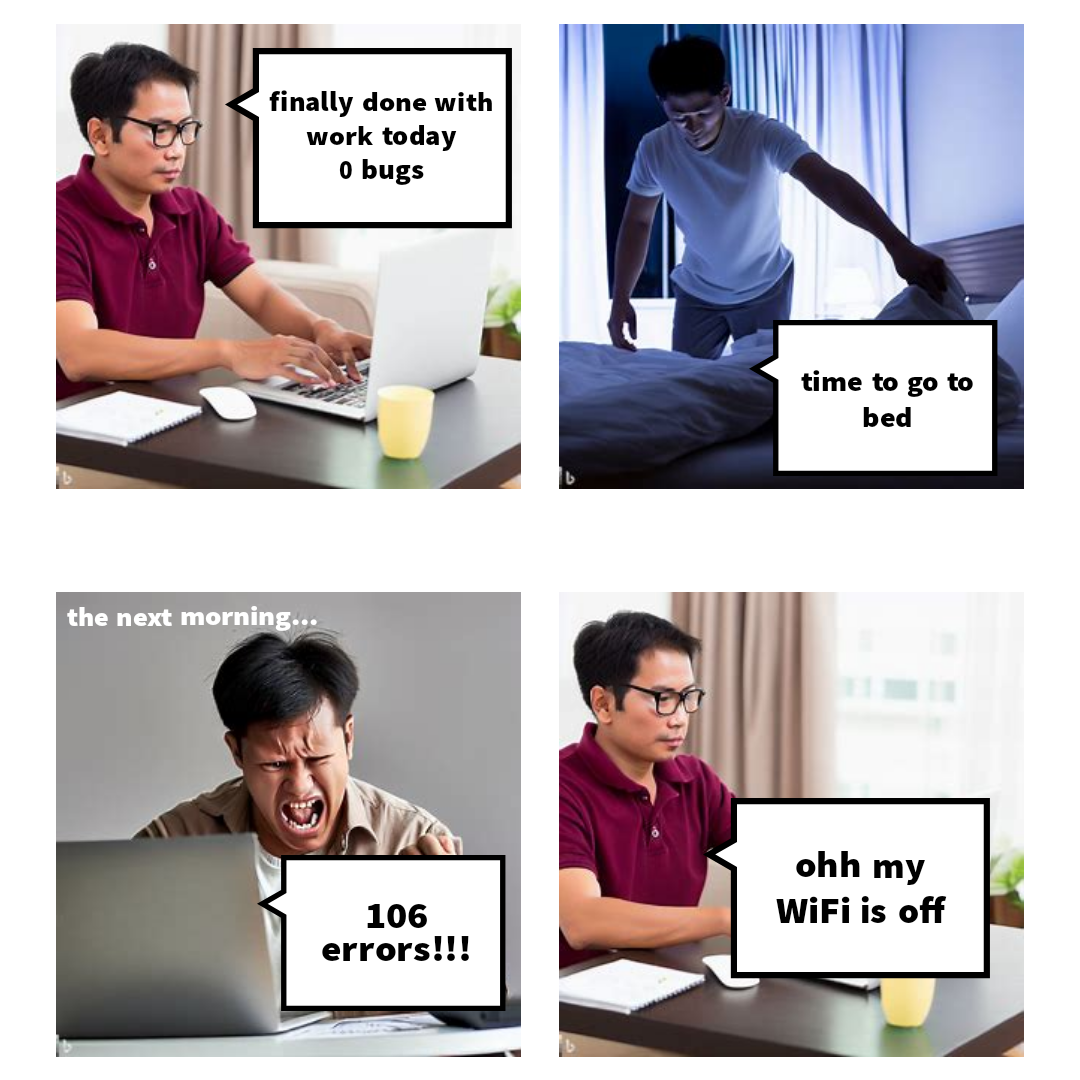 finally done with
work today
0 bugs
time to go to
bed
the next morning...
106
errors!!!
ohh my
WiFi is off